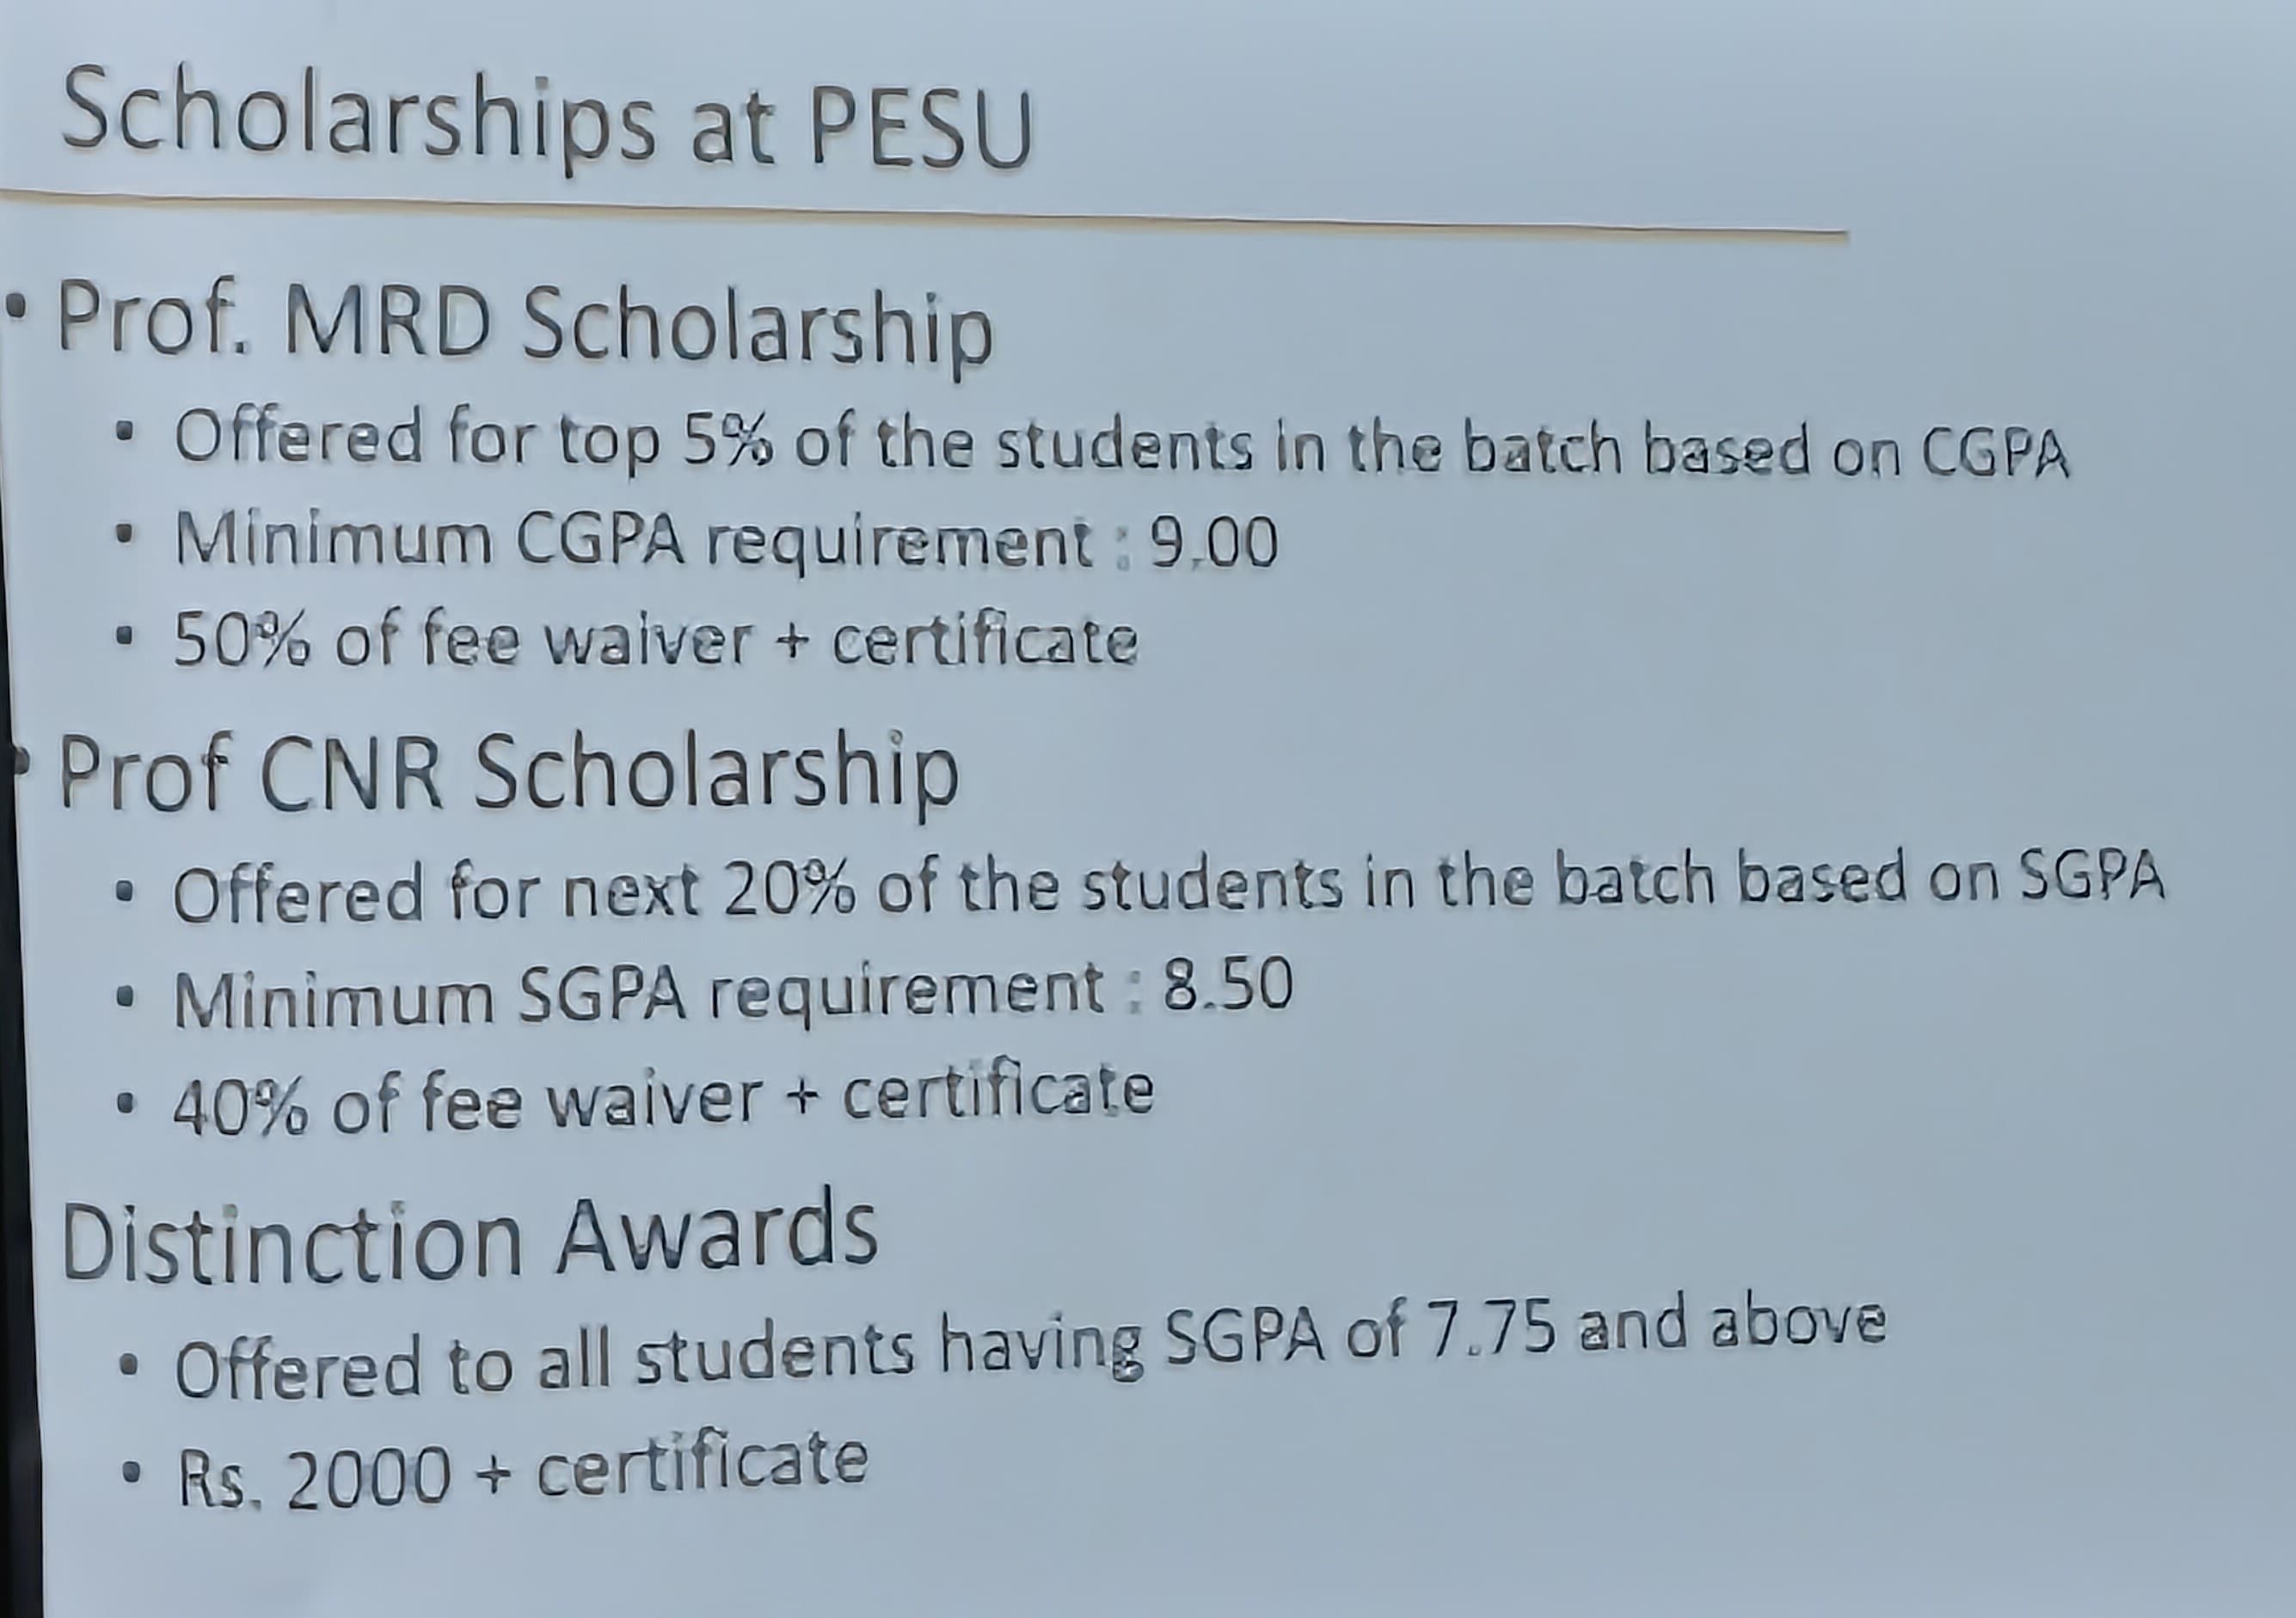 Scholarships at PESU
• Prof. MRD Scholarship
• Offered for top 5% of the students in the batch based on CGPA
• Minimum CGPA requirement : 9.00
• 50% of fee waiver + certificate
• Prof CNR Scholarship
• Offered for next 20% of the students in the batch based on SGPA
• Minimum SGPA requirement : 8.50
• 40% of fee waiver + certificate
Distinction Awards
• Offered to all students having SGPA of 7.75 and above
• Rs. 2000 + certificate